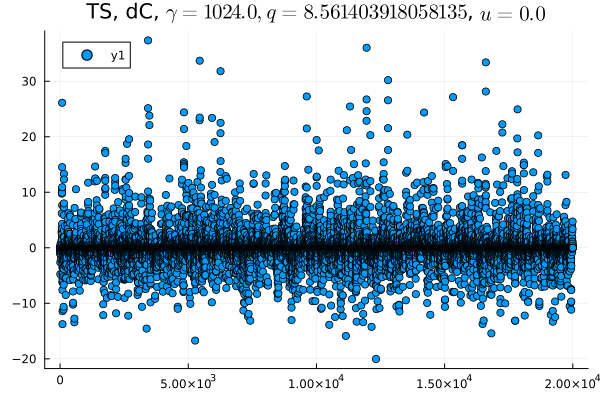 TS, dC, γ = 1024.0, q = 8.561403918058135, u = 0.0
y1
30
20
10
0
−10
−20
0 5.00×10³ 1.00×10⁴ 1.50×10⁴ 2.00×10⁴